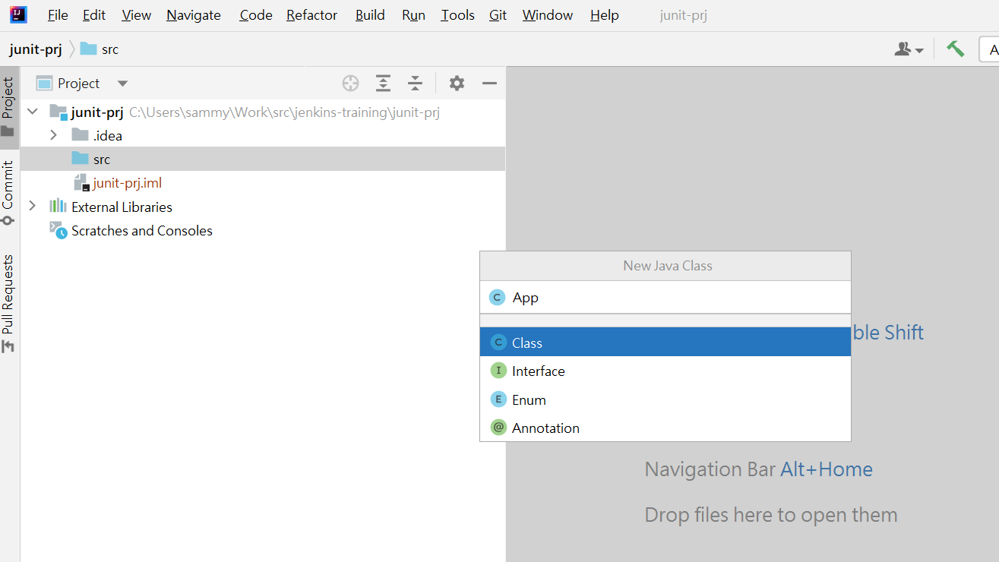 File Edit View Navigate Code Refactor Build Run Tools Git Window Help junit-prj
junit-prj src
A
Project
Project
junit-prj C:\Users\sammy\Work\src\jenkins-training\junit-prj
.idea
src
junit-prj.iml
External Libraries
Scratches and Consoles
Commit
Pull Requests
New Java Class
App
Class
Interface
Enum
Annotation
ble Shift
Navigation Bar Alt+Home
Drop files here to open them